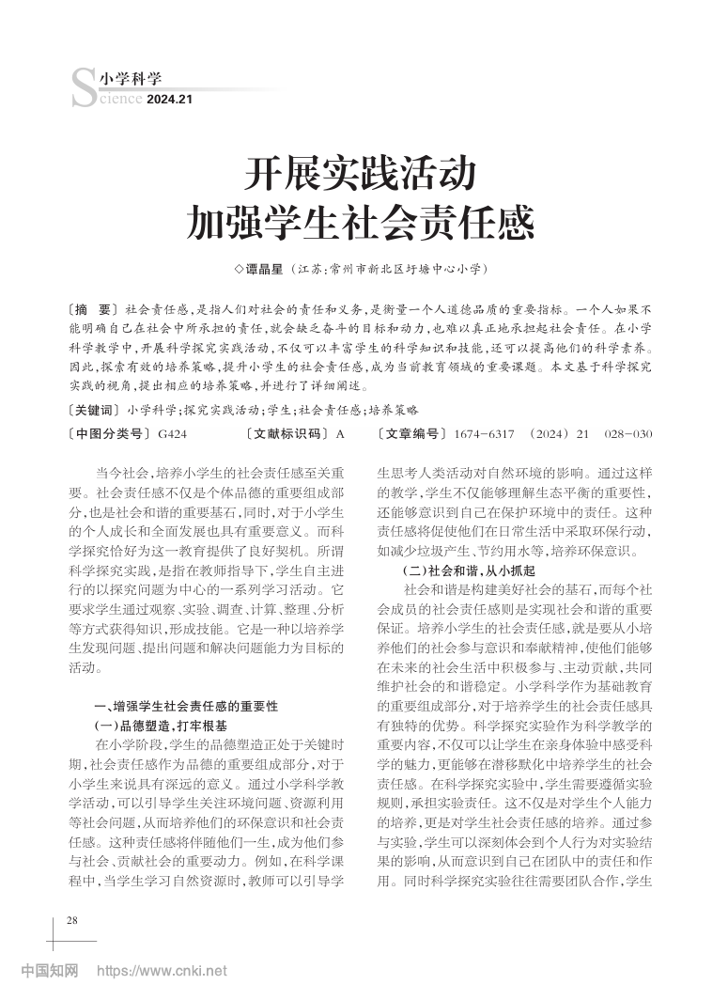 小学科学
Science 2024.21
开展实践活动
加强学生社会责任感
◇谭晶星（江苏:常州市新北区圩塘中心小学）
〔摘 要〕社会责任感,是指人们对社会的责任和义务,是衡量一个人道德品质的重要指标。一个人如果不
能明确自己在社会中所承担的责任,就会缺乏奋斗的目标和动力,也难以真正地承担起社会责任。在小学
科学教学中,开展科学探究实践活动,不仅可以丰富学生的科学知识和技能,还可以提高他们的科学素养。
因此,探索有效的培养策略,提升小学生的社会责任感,成为当前教育领域的重要课题。本文基于科学探究
实践的视角,提出相应的培养策略,并进行了详细阐述。
〔关键词〕小学科学;探究实践活动;学生;社会责任感;培养策略
〔中图分类号〕G424 〔文献标识码〕A 〔文章编号〕1674-6317 （2024）21 028-030
当今社会,培养小学生的社会责任感至关重
要。社会责任感不仅是个体品德的重要组成部
分,也是社会和谐的重要基石,同时,对于小学生
的个人成长和全面发展也具有重要意义。而科
学探究恰好为这一教育提供了良好契机。所谓
科学探究实践,是指在教师指导下,学生自主进
行的以探究问题为中心的一系列学习活动。它
要求学生通过观察、实验、调查、计算、整理、分析
等方式获得知识,形成技能。它是一种以培养学
生发现问题、提出问题和解决问题能力为目标的
活动。
一、增强学生社会责任感的重要性
(一)品德塑造,打牢根基
在小学阶段,学生的品德塑造正处于关键时
期,社会责任感作为品德的重要组成部分,对于
小学生来说具有深远的意义。通过小学科学教
学活动,可以引导学生关注环境问题、资源利用
等社会问题,从而培养他们的环保意识和社会责
任感。这种责任感将伴随他们一生,成为他们参
与社会、贡献社会的重要动力。例如,在科学课
程中,当学生学习自然资源时,教师可以引导学
生思考人类活动对自然环境的影响。通过这样
的教学,学生不仅能够理解生态平衡的重要性,
还能够意识到自己在保护环境中的责任。这种
责任感将促使他们在日常生活中采取环保行动,
如减少垃圾产生、节约用水等,培养环保意识。
(二)社会和谐,从小抓起
社会和谐是构建美好社会的基石,而每个社
会成员的社会责任感则是实现社会和谐的重要
保证。培养小学生的社会责任感,就是要从小培
养他们的社会参与意识和奉献精神,使他们能够
在未来的社会生活中积极参与、主动贡献,共同
维护社会的和谐稳定。小学科学作为基础教育
的重要组成部分,对于培养学生的社会责任感具
有独特的优势。科学探究实验作为科学教学的
重要内容,不仅可以让学生在亲身体验中感受科
学的魅力,更能够在潜移默化中培养学生的社会
责任感。在科学探究实验中,学生需要遵循实验
规则,承担实验责任。这不仅是对学生个人能力
的培养,更是对学生社会责任感的培养。通过参
与实验,学生可以深刻体会到个人行为对实验结
果的影响,从而意识到自己在团队中的责任和作
用。同时科学探究实验往往需要团队合作,学生
28
中国知网 https://www.cnki.net